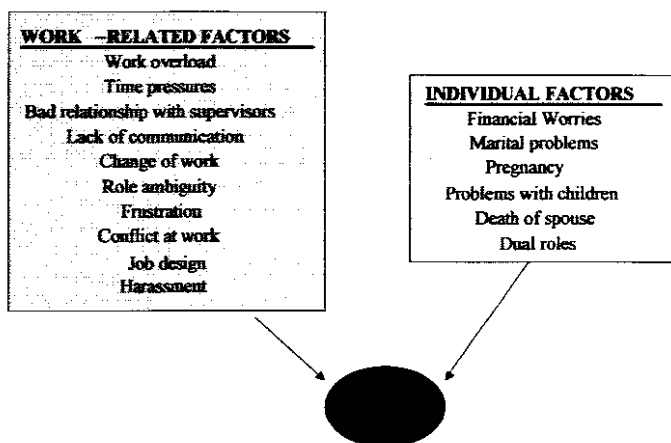 WORK –RELATED FACTORS
Work overload
Time pressures
Bad relationship with supervisors
Lack of communication
Change of work
Role ambiguity
Frustration
Conflict at work
Job design
Harassment
INDIVIDUAL FACTORS
Financial Worries
Marital problems
Pregnancy
Problems with children
Death of spouse
Dual roles